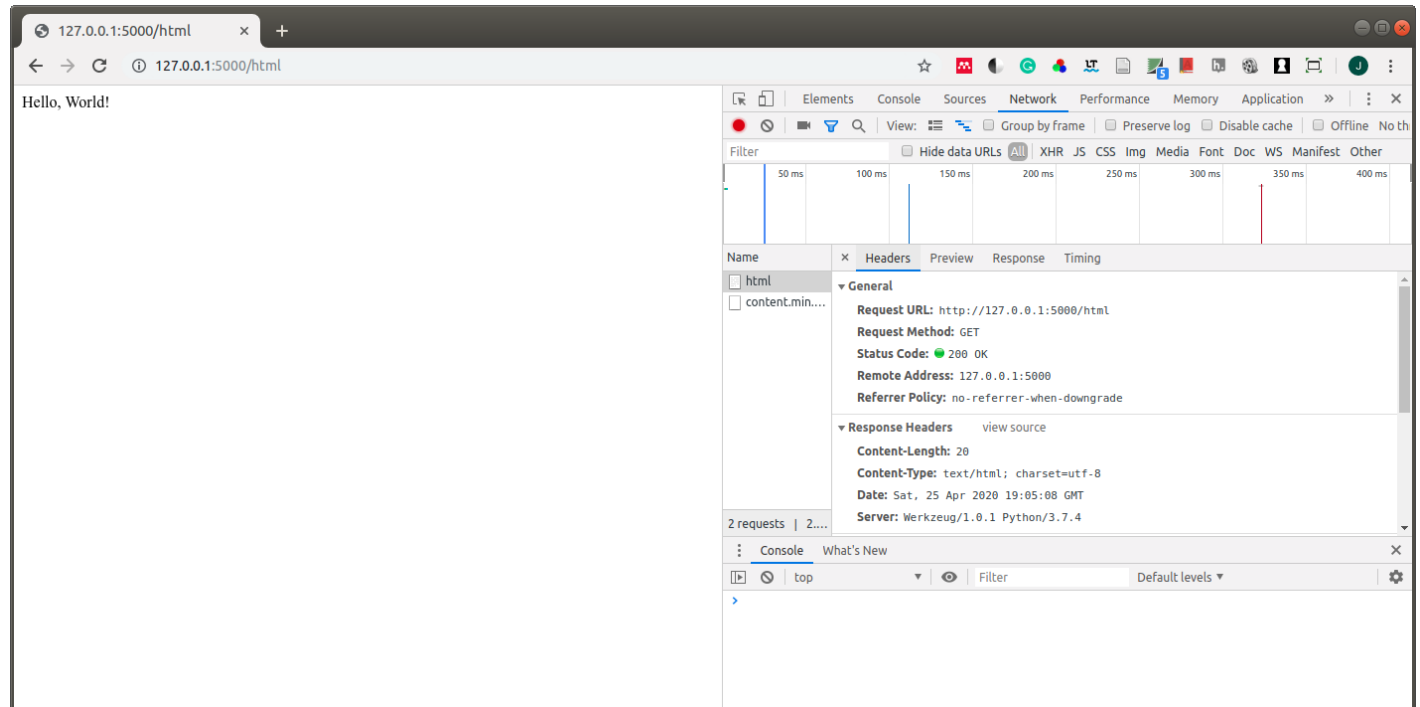 127.0.0.1:5000/html
127.0.0.1:5000/html
5
J
Hello, World!
Elements Console Sources Network Performance Memory Application
View: Group by frame Preserve log Disable cache Offline No th
Filter Hide data URLs All XHR JS CSS Img Media Font Doc WS Manifest Other
50 ms 100 ms 150 ms 200 ms 250 ms 300 ms 350 ms 400 ms
Name Headers Preview Response Timing
html
content.min....
General
Request URL: http://127.0.0.1:5000/html
Request Method: GET
Status Code: 200 OK
Remote Address: 127.0.0.1:5000
Referrer Policy: no-referrer-when-downgrade
Response Headers view source
Content-Length: 20
Content-Type: text/html; charset=utf-8
Date: Sat, 25 Apr 2020 19:05:08 GMT
Server: Werkzeug/1.0.1 Python/3.7.4
2 requests | 2....
Console What's New
top Filter Default levels